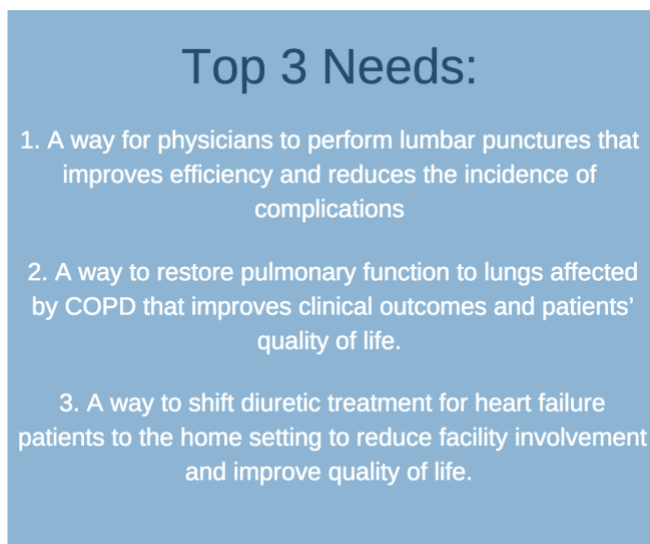 Top 3 Needs:
1. A way for physicians to perform lumbar punctures that
improves efficiency and reduces the incidence of
complications
2. A way to restore pulmonary function to lungs affected
by COPD that improves clinical outcomes and patients’
quality of life.
3. A way to shift diuretic treatment for heart failure
patients to the home setting to reduce facility involvement
and improve quality of life.